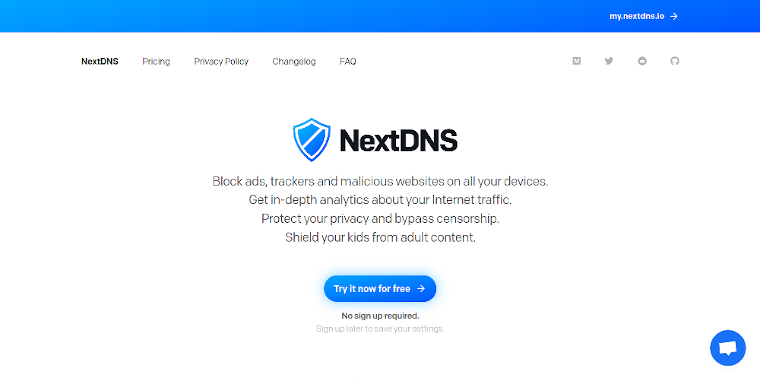 my.nextdns.io
NextDNS Pricing Privacy Policy Changelog FAQ
NextDNS
Block ads, trackers and malicious websites on all your devices.
Get in-depth analytics about your Internet traffic.
Protect your privacy and bypass censorship.
Shield your kids from adult content.
Try it now for free
No sign up required.
Sign up later to save your settings.